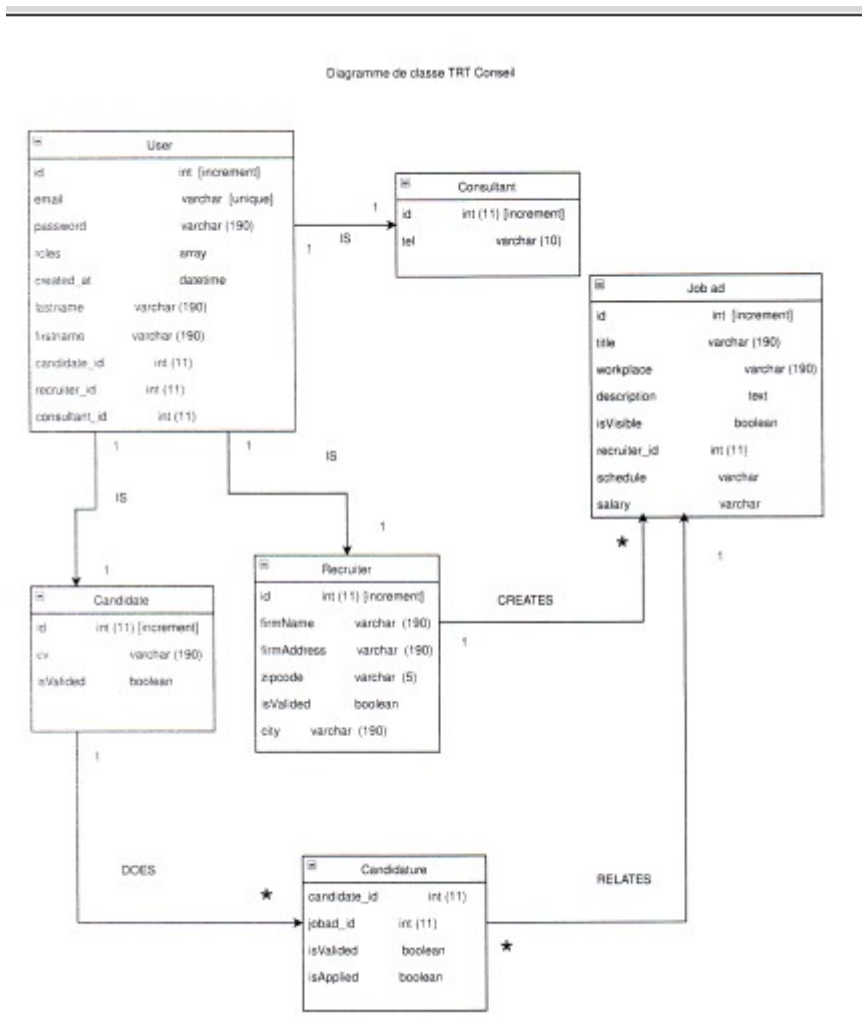 Diagramme de classe TRT Conseil
User
id int [increment]
email varchar [unique]
password varchar (190)
roles array
created_at datetime
lastname varchar (190)
firstname varchar (190)
candidate_id int (11)
recruiter_id int (11)
consultant_id int (11)
1
IS
1
Consultant
id int (11) [increment]
tel varchar (10)
Job ad
id int [increment]
title varchar (190)
workplace varchar (190)
description text
isVisible boolean
recruiter_id int (11)
schedule varchar
salary varchar
1
IS
1
1
IS
1
Candidate
id int (11) [increment]
cv varchar (190)
isValided boolean
Recruiter
id int (11) [increment]
firmName varchar (190)
firmAddress varchar (190)
zipcode varchar (5)
isValided boolean
city varchar (190)
1
CREATES
*
1
1
DOES
*
Candidature
candidate_id int (11)
jobad_id int (11)
isValided boolean
isApplied boolean
*
RELATES